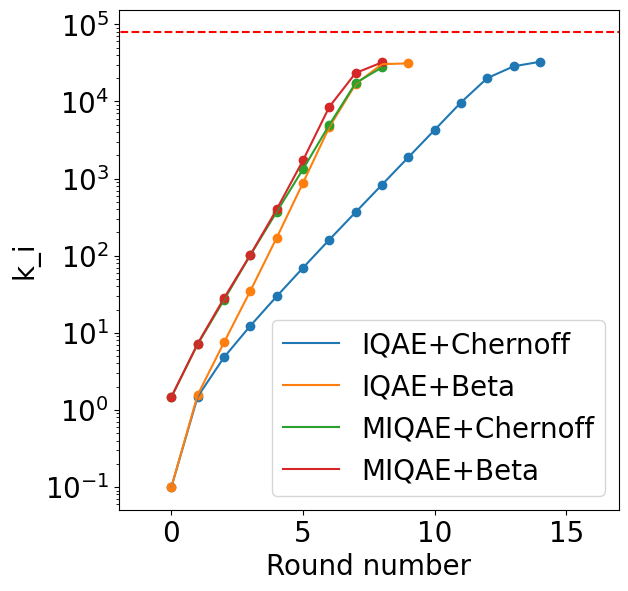 10^5
10^4
10^3
10^2
10^1
10^0
10^−1
k_i
IQAE+Chernoff
IQAE+Beta
MIQAE+Chernoff
MIQAE+Beta
0 5 10 15
Round number